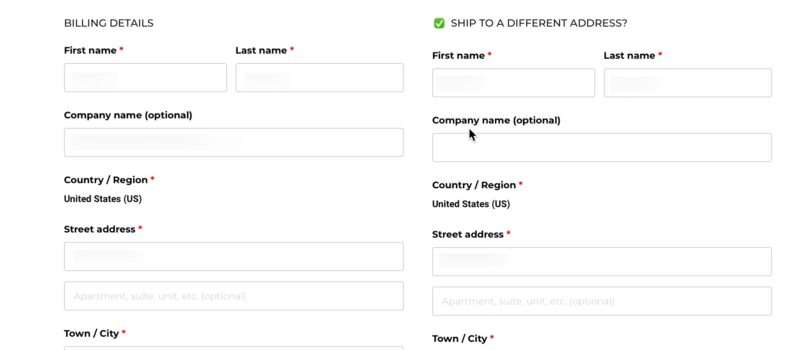 BILLING DETAILS
First name *
Last name *
Company name (optional)
Country / Region *
United States (US)
Street address *
Apartment, suite, unit, etc. (optional)
Town / City *
SHIP TO A DIFFERENT ADDRESS?
First name *
Last name *
Company name (optional)
Country / Region *
United States (US)
Street address *
Apartment, suite, unit, etc. (optional)
Town / City *